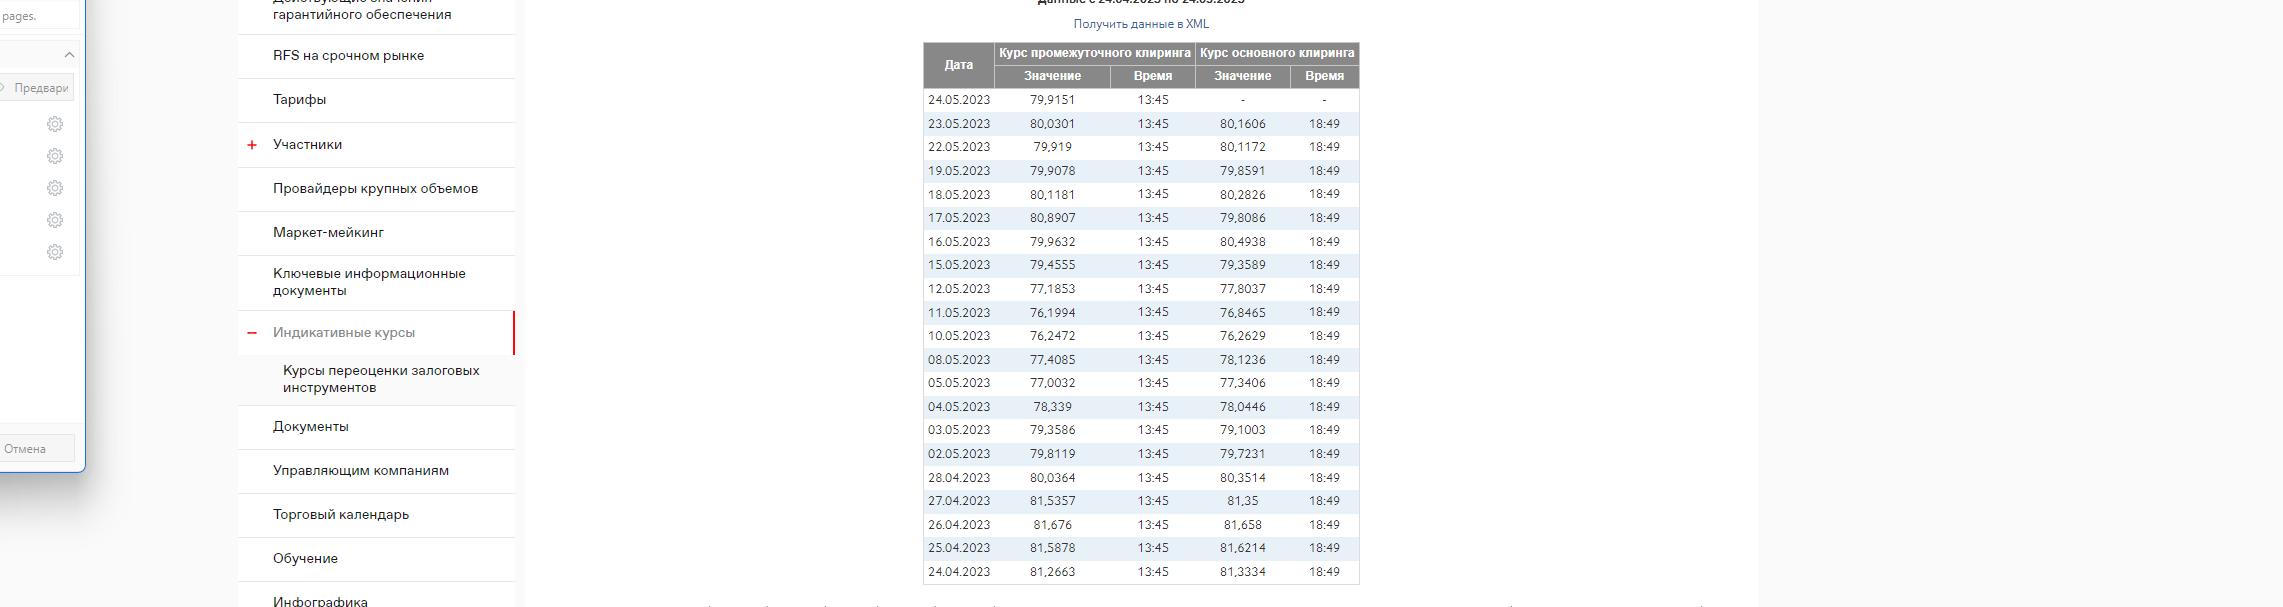 pages.
Предвари
Отмена
гарантийного обеспечения
RFS на срочном рынке
Тарифы
+ Участники
Провайдеры крупных объемов
Маркет-мейкинг
Ключевые информационные
документы
− Индикативные курсы
Курсы переоценки залоговых
инструментов
Документы
Управляющим компаниям
Торговый календарь
Обучение
Инфографика
Данные с 24.04.2023 по 24.05.2023
Получить данные в XML
Дата Курс промежуточного клиринга Курс основного клиринга
Значение Время Значение Время
24.05.2023 79,9151 13:45 - -
23.05.2023 80,0301 13:45 80,1606 18:49
22.05.2023 79,919 13:45 80,1172 18:49
19.05.2023 79,9078 13:45 79,8591 18:49
18.05.2023 80,1181 13:45 80,2826 18:49
17.05.2023 80,8907 13:45 79,8086 18:49
16.05.2023 79,9632 13:45 80,4938 18:49
15.05.2023 79,4555 13:45 79,3589 18:49
12.05.2023 77,1853 13:45 77,8037 18:49
11.05.2023 76,1994 13:45 76,8465 18:49
10.05.2023 76,2472 13:45 76,2629 18:49
08.05.2023 77,4085 13:45 78,1236 18:49
05.05.2023 77,0032 13:45 77,3406 18:49
04.05.2023 78,339 13:45 78,0446 18:49
03.05.2023 79,3586 13:45 79,1003 18:49
02.05.2023 79,8119 13:45 79,7231 18:49
28.04.2023 80,0364 13:45 80,3514 18:49
27.04.2023 81,5357 13:45 81,35 18:49
26.04.2023 81,676 13:45 81,658 18:49
25.04.2023 81,5878 13:45 81,6214 18:49
24.04.2023 81,2663 13:45 81,3334 18:49